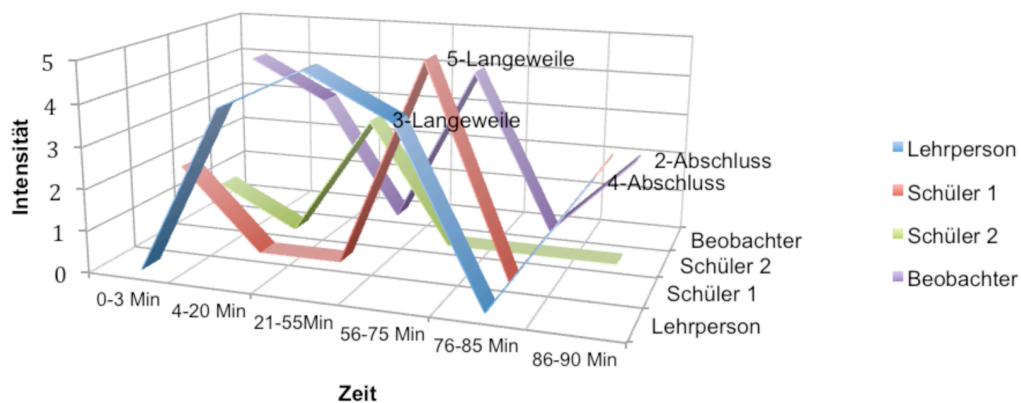 5
4
3
2
1
0
Intensität
5-Langeweile
3-Langeweile
2-Abschluss
4-Abschluss
0-3 Min
4-20 Min
21-55Min
56-75 Min
76-85 Min
86-90 Min
Zeit
Beobachter
Schüler 2
Schüler 1
Lehrperson
Lehrperson
Schüler 1
Schüler 2
Beobachter